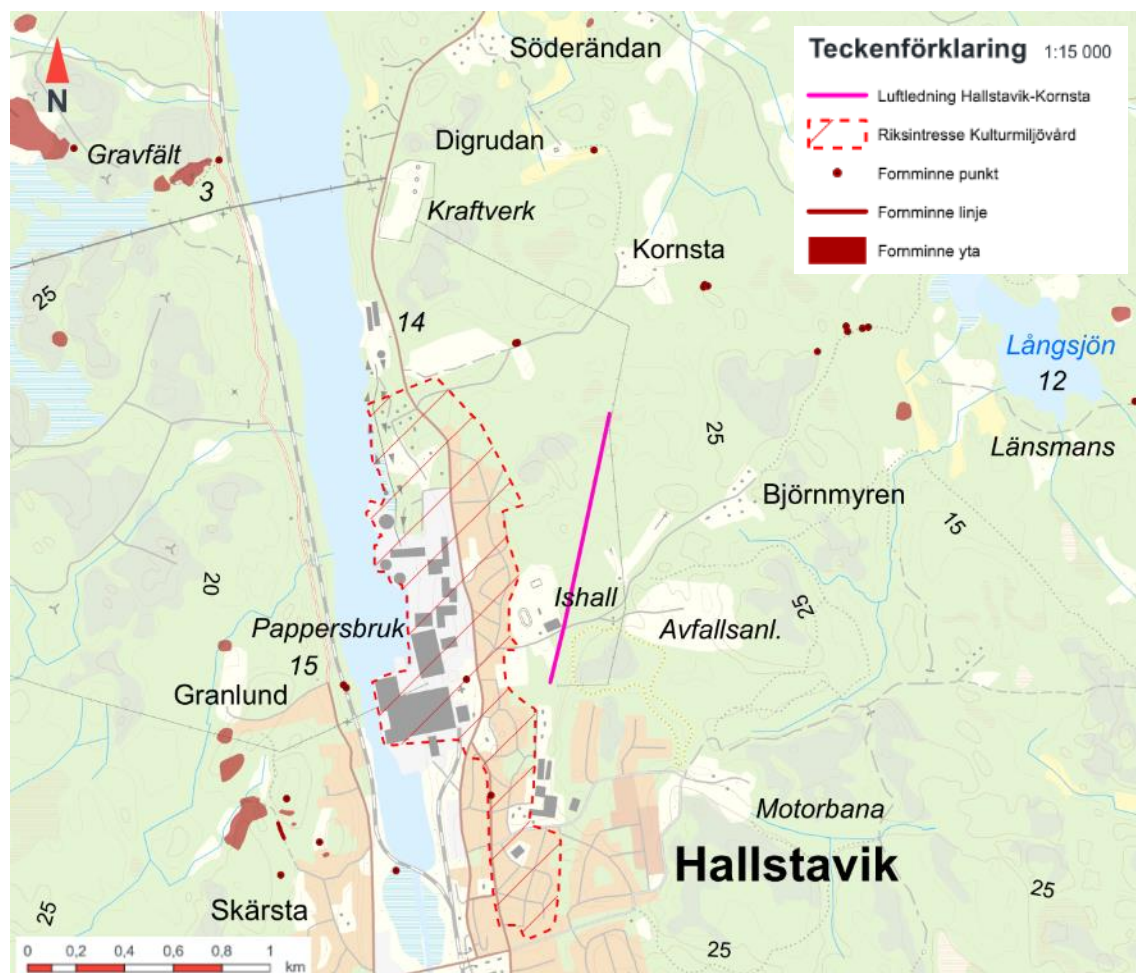 Söderändan
Teckenförklaring 1:15 000
N
Luftledning Hallstavik-Kornsta
Riksintresse Kulturmiljövård
Digrudan
Gravfält
Fornminne punkt
3
Kraftverk
Fornminne linje
Kornsta
Fornminne yta
25
14
Långsjön
12
25
Länsmans
Björnmyren
15
20
Ishall
25
Pappersbruk
Avfallsanl.
15
Granlund
Motorbana
Hallstavik
25
Skärsta
25
25
0 0,2 0,4 0,6 0,8 1
km